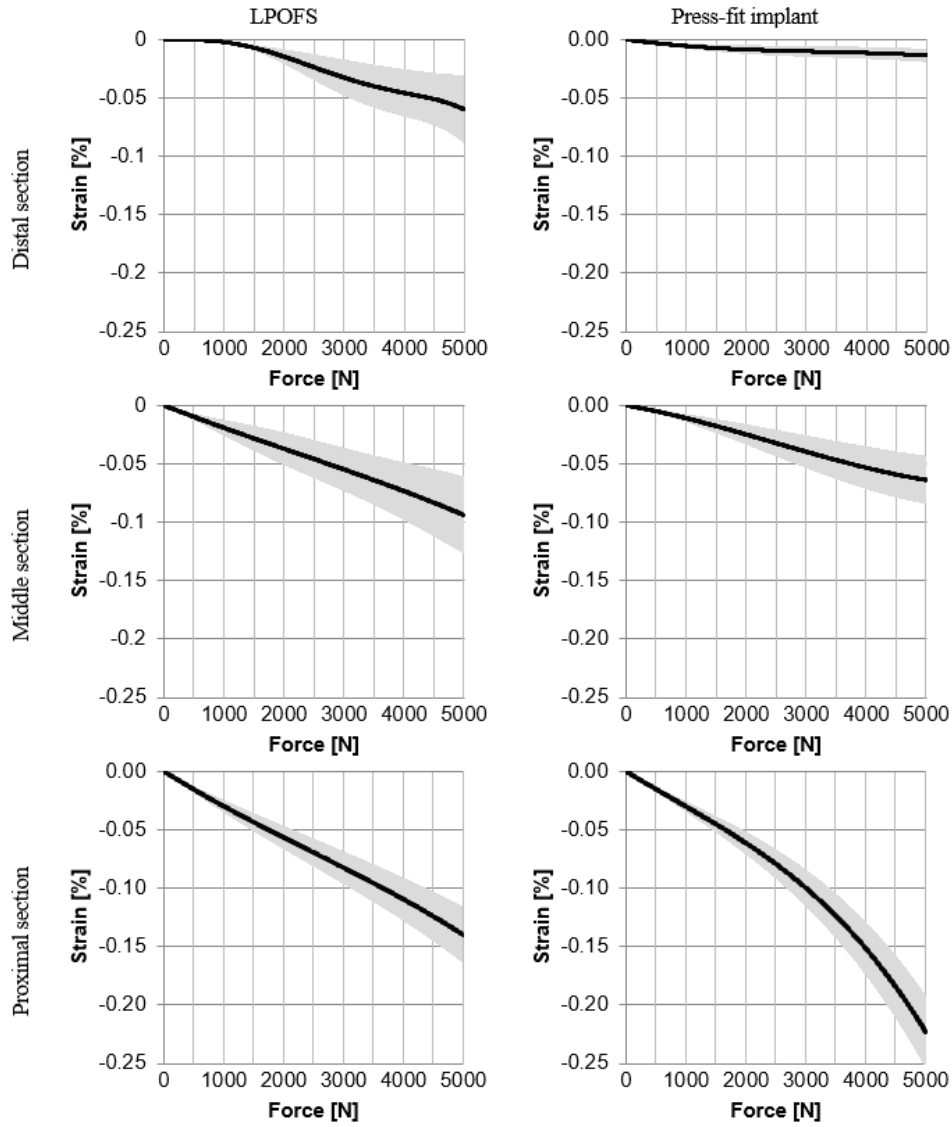 LPOFS Press-fit implant
Distal section
Strain [%]
0
-0.05
-0.1
-0.15
-0.2
-0.25
0 1000 2000 3000 4000 5000
Force [N]
Strain [%]
0.00
-0.05
-0.10
-0.15
-0.20
-0.25
0 1000 2000 3000 4000 5000
Force [N]
Middle section
Strain [%]
0
-0.05
-0.1
-0.15
-0.2
-0.25
0 1000 2000 3000 4000 5000
Force [N]
Strain [%]
0.00
-0.05
-0.10
-0.15
-0.20
-0.25
0 1000 2000 3000 4000 5000
Force [N]
Proximal section
Strain [%]
0.00
-0.05
-0.10
-0.15
-0.20
-0.25
0 1000 2000 3000 4000 5000
Force [N]
Strain [%]
0.00
-0.05
-0.10
-0.15
-0.20
-0.25
0 1000 2000 3000 4000 5000
Force [N]